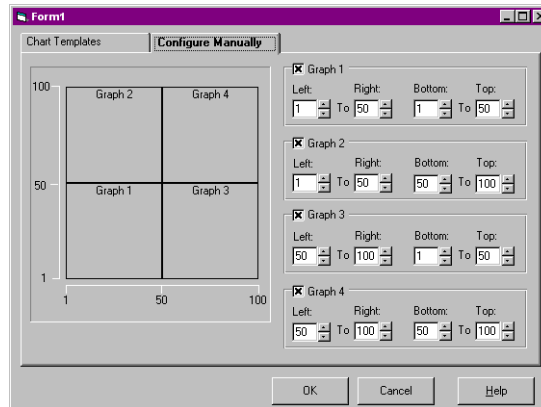 Form1
Chart Templates
Configure Manually
100
Graph 2
Graph 4
50
Graph 1
Graph 3
1
1
50
100
Graph 1
Left: Right: Bottom: Top:
1 To 50 1 To 50
Graph 2
Left: Right: Bottom: Top:
1 To 50 50 To 100
Graph 3
Left: Right: Bottom: Top:
50 To 100 1 To 50
Graph 4
Left: Right: Bottom: Top:
50 To 100 50 To 100
OK
Cancel
Help